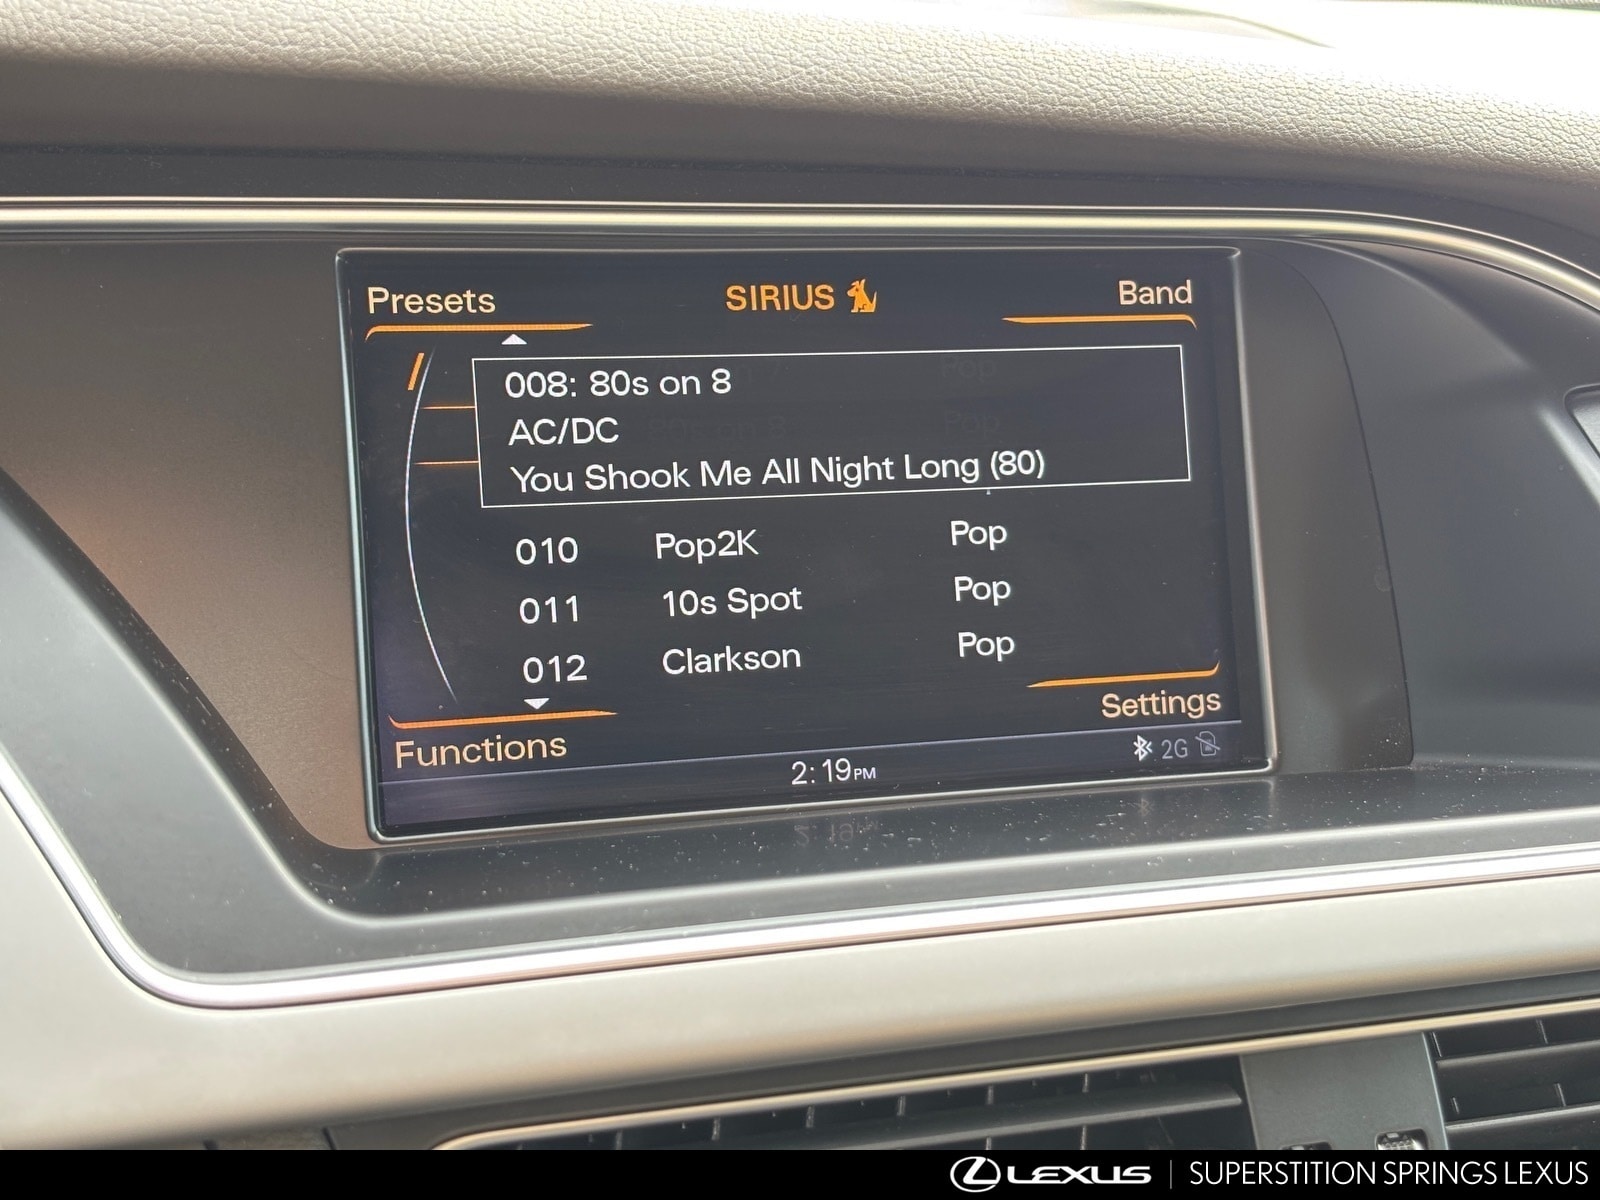 Presets SIRIUS Band
008: 80s on 8
AC/DC
You Shook Me All Night Long (80)
010 Pop2K Pop
011 10s Spot Pop
012 Clarkson Pop
Settings
Functions
2:19PM
2G
LEXUS | SUPERSTITION SPRINGS LEXUS